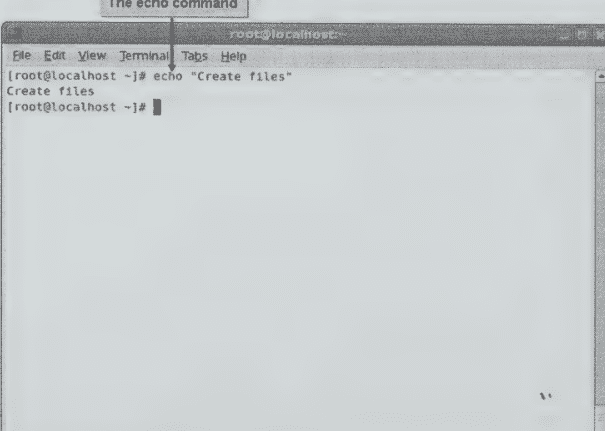 The echo command
root@localhost:~
File Edit View Terminal Tabs Help
[root@localhost ~]# echo "Create files"
Create files
[root@localhost ~]#